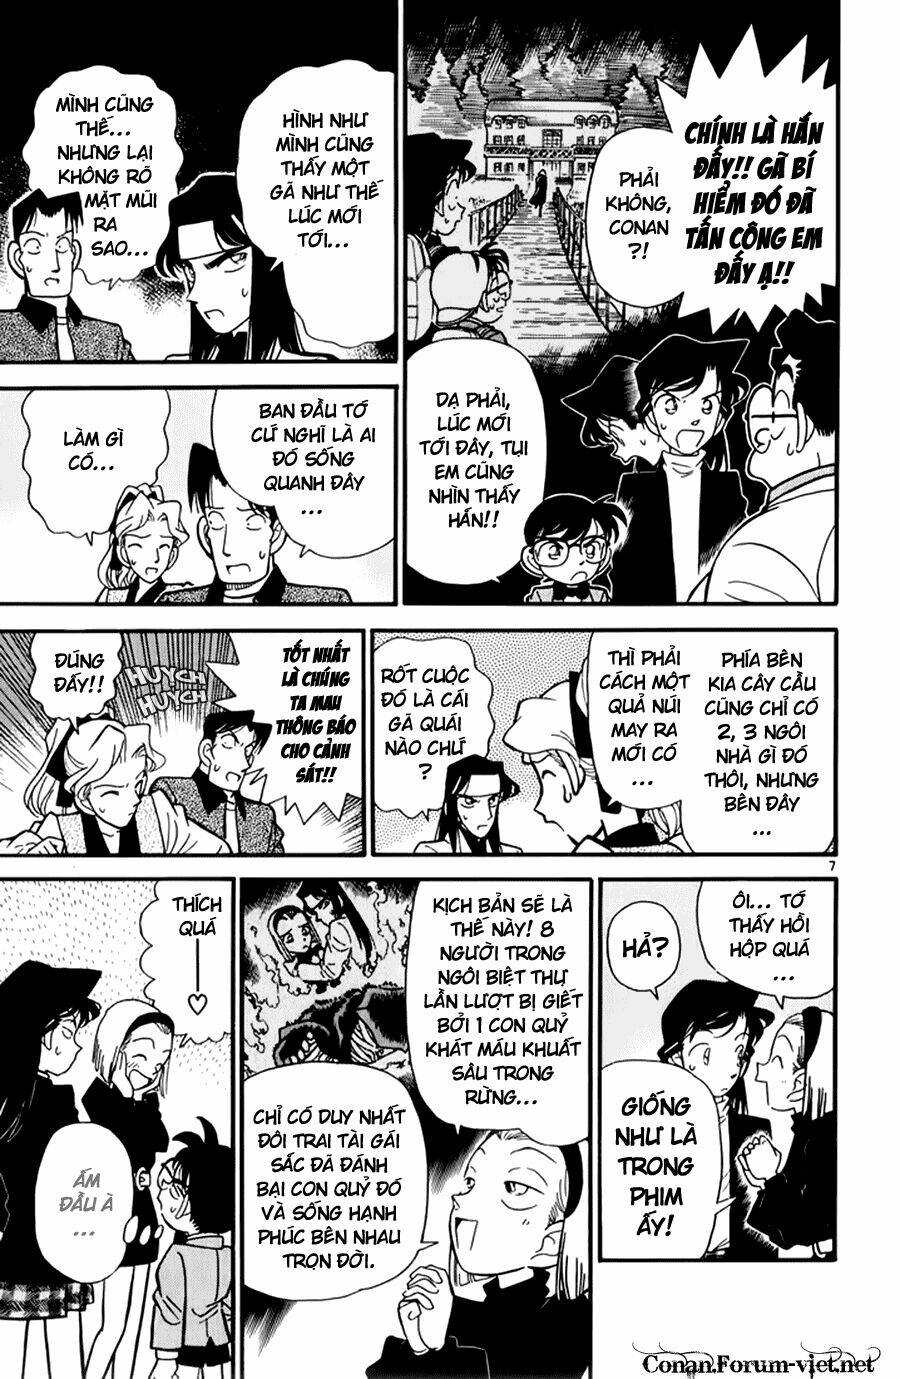 CHÍNH LÀ HẮN
ĐẤY!! GÃ BÍ
HIỂM ĐÓ ĐÃ
TẤN CÔNG EM
ĐẤY Ạ!!
PHẢI
KHÔNG,
CONAN
?!
DẠ PHẢI,
LÚC MỚI
TỚI ĐÂY, TỤI
EM CŨNG
NHÌN THẤY
HẮN!!
HÌNH NHƯ
MÌNH CŨNG
THẤY MỘT
GÃ NHƯ THẾ
LÚC MỚI
TỚI...
MÌNH CŨNG
THẾ...
NHƯNG LẠI
KHÔNG RÕ
MẶT MŨI
RA
SAO...
BAN ĐẦU TỚ
CỨ NGHĨ LÀ AI
ĐÓ SỐNG
QUANH ĐÂY
...
LÀM GÌ
CÓ...
PHÍA BÊN
KIA CÂY CẦU
CŨNG CHỈ CÓ
2, 3 NGÔI
NHÀ GÌ ĐÓ
THÔI, NHƯNG
BÊN ĐÂY
...
THÌ PHẢI
CÁCH MỘT
QUẢ NÚI
MAY RA
MỚI CÓ
...
RỐT CUỘC
ĐÓ LÀ CÁI
GÃ QUÁI
NÀO CHỨ
?
TỐT NHẤT
LÀ CHÚNG
TA MAU
THÔNG BÁO
CHO CẢNH
SÁT!!
HUỴCH
HUỴCH
ĐÚNG
ĐẤY!!
7
ÔI... TỚ
THẤY HỒI
HỘP QUÁ
...
HẢ?
GIỐNG
NHƯ LÀ
TRONG
PHIM
ẤY!
KỊCH BẢN SẼ LÀ
THẾ NÀY! 8
NGƯỜI TRONG
NGÔI BIỆT THỰ
LẦN LƯỢT BỊ GIẾT
BỞI 1 CON QUỶ
KHÁT MÁU KHUẤT
SÂU TRONG
RỪNG...
CHỈ CÓ DUY NHẤT
ĐÔI TRAI TÀI GÁI
SẮC ĐÃ ĐÁNH
BẠI CON QUỶ ĐÓ
VÀ SỐNG HẠNH
PHÚC BÊN NHAU
TRỌN ĐỜI.
THÍCH
QUÁ
ẤM
ĐẦU À
...
Conan.Forum-viet.net